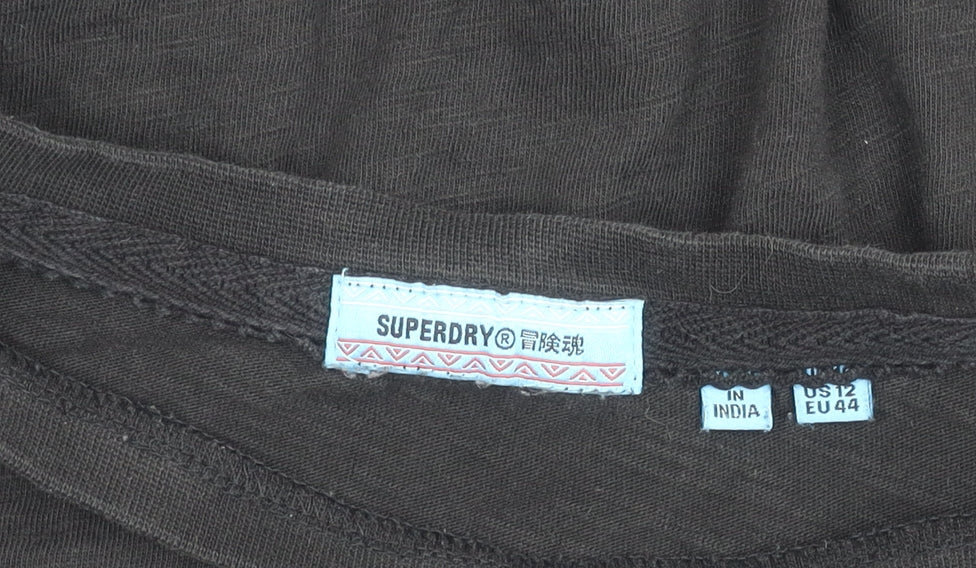 SUPERDRY® 冒険魂
IN
INDIA
US 12
EU 44